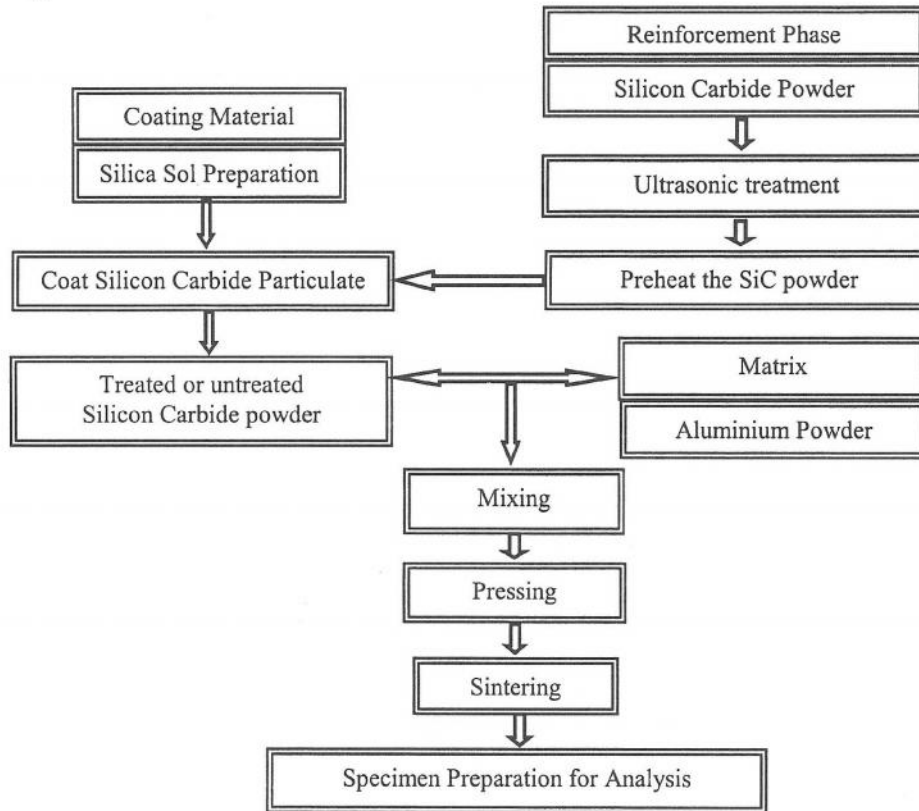 Reinforcement Phase
Silicon Carbide Powder
Coating Material
Silica Sol Preparation
Ultrasonic treatment
Coat Silicon Carbide Particulate
Preheat the SiC powder
Treated or untreated
Silicon Carbide powder
Matrix
Aluminium Powder
Mixing
Pressing
Sintering
Specimen Preparation for Analysis